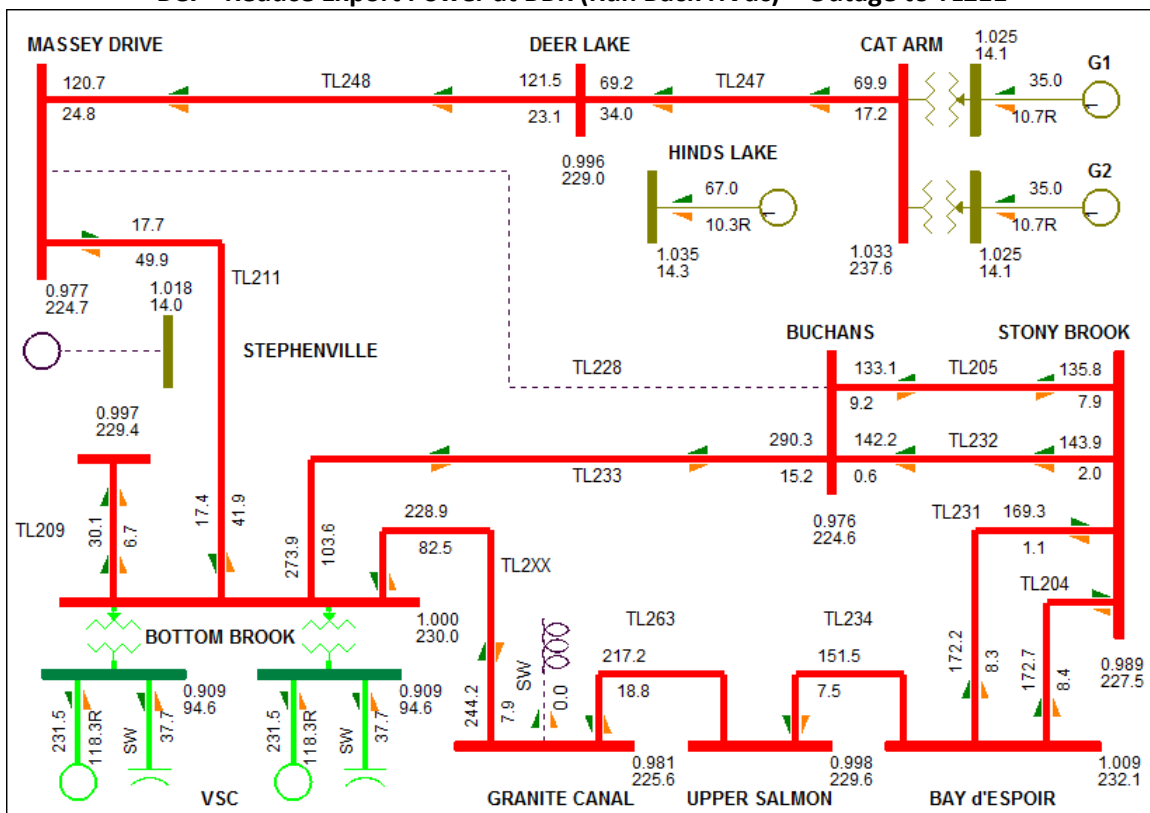 Reduce Export Power at BBK (Run Back HVdc) – Outage to
MASSEY DRIVE
DEER LAKE
CAT ARM
1.025
14.1
G1
120.7
TL248
121.5
69.2
TL247
69.9
35.0
24.8
23.1
34.0
17.2
10.7R
HINDS LAKE
0.996
229.0
67.0
10.3R
G2
35.0
10.7R
17.7
49.9
TL211
1.035
14.3
1.033
237.6
1.025
14.1
0.977
224.7
1.018
14.0
STEPHENVILLE
BUCHANS
STONY BROOK
TL228
133.1
TL205
135.8
9.2
7.9
0.997
229.4
290.3
142.2
TL232
143.9
TL233
15.2
0.6
2.0
TL209
30.1
6.7
17.4
41.9
273.9
103.6
228.9
82.5
TL2XX
0.976
224.6
TL231
169.3
1.1
TL204
BOTTOM BROOK
1.000
230.0
TL263
TL234
SW
0.0
217.2
18.8
151.5
7.5
172.2
8.3
172.7
8.4
0.989
227.5
0.909
94.6
0.909
94.6
231.5
118.3R
SW
37.7
231.5
118.3R
SW
37.7
244.2
7.9
0.981
225.6
0.998
229.6
1.009
232.1
VSC
GRANITE CANAL
UPPER SALMON
BAY d'ESPOIR